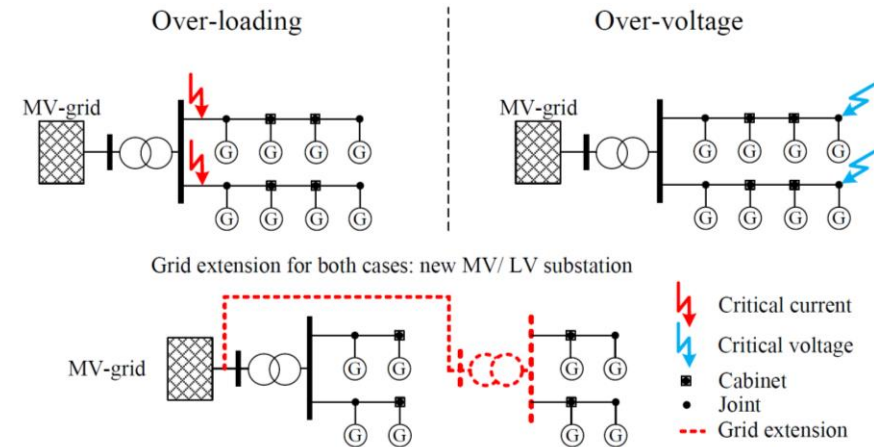 Over-loading
Over-voltage
MV-grid
G G G G
G G G G
MV-grid
G G G G
G G G G
Grid extension for both cases: new MV/ LV substation
MV-grid
G G
G G
G G
G G
Critical current
Critical voltage
Cabinet
Joint
Grid extension